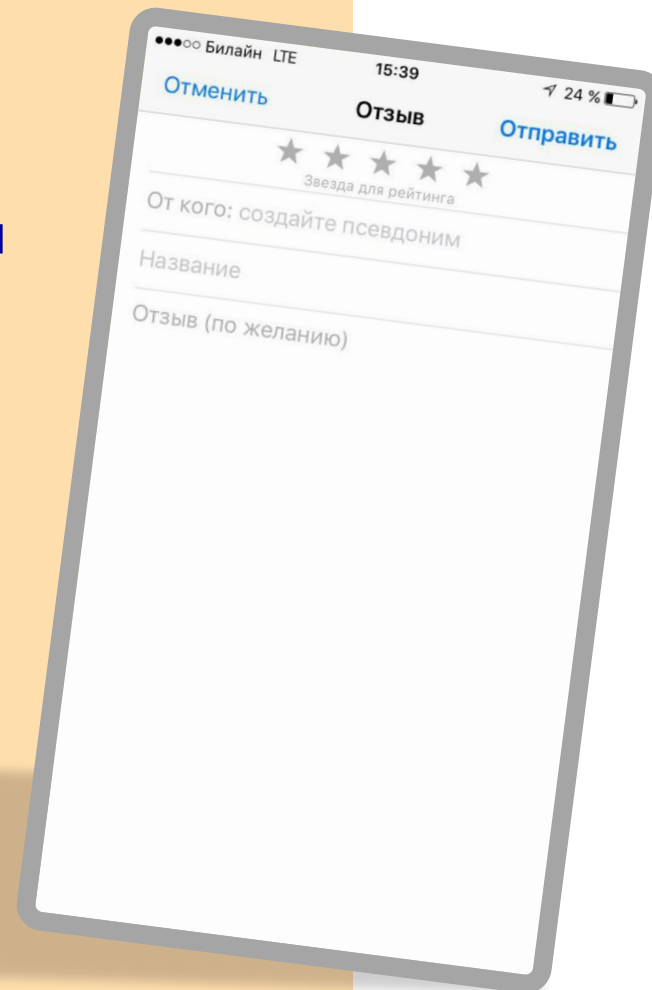 Билайн LTE 15:39 24 %
Отменить Отзыв Отправить
Звезда для рейтинга
От кого: создайте псевдоним
Название
Отзыв (по желанию)